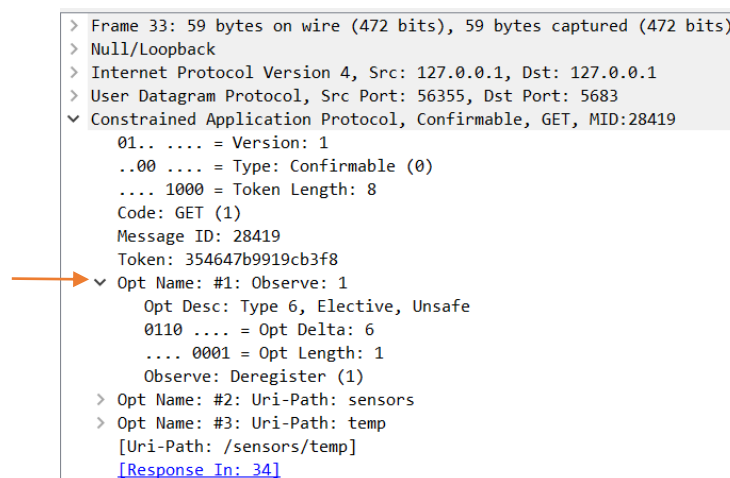 > Frame 33: 59 bytes on wire (472 bits), 59 bytes captured (472 bits)
> Null/Loopback
> Internet Protocol Version 4, Src: 127.0.0.1, Dst: 127.0.0.1
> User Datagram Protocol, Src Port: 56355, Dst Port: 5683
Constrained Application Protocol, Confirmable, GET, MID:28419
01.. .... = Version: 1
..00 .... = Type: Confirmable (0)
.... 1000 = Token Length: 8
Code: GET (1)
Message ID: 28419
Token: 354647b9919cb3f8
Opt Name: #1: Observe: 1
Opt Desc: Type 6, Elective, Unsafe
0110 .... = Opt Delta: 6
.... 0001 = Opt Length: 1
Observe: Deregister (1)
> Opt Name: #2: Uri-Path: sensors
> Opt Name: #3: Uri-Path: temp
[Uri-Path: /sensors/temp]
[Response In: 34]